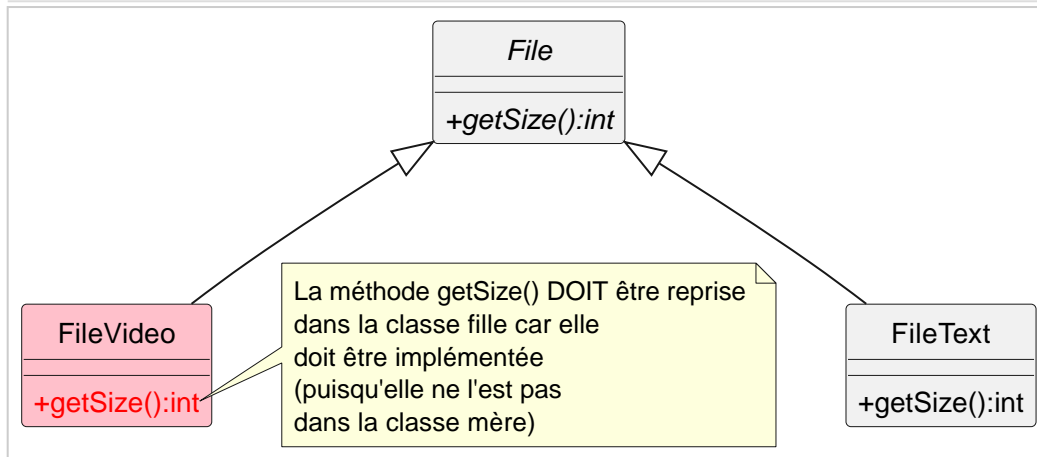 File
+getSize():int
La méthode getSize() DOIT être reprise
dans la classe fille car elle
doit être implémentée
(puisqu'elle ne l'est pas
dans la classe mère)
FileVideo
+getSize():int
FileText
+getSize():int